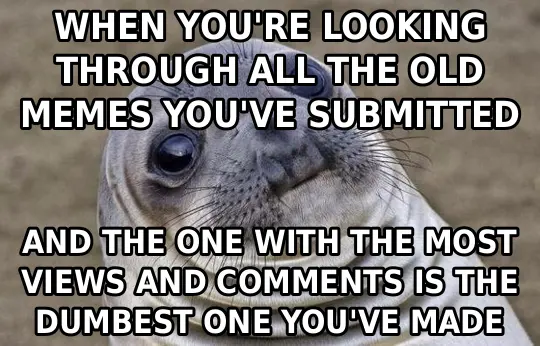 WHEN YOU'RE LOOKING
THROUGH ALL THE OLD
MEMES YOU'VE SUBMITTED
AND THE ONE WITH THE MOST
VIEWS AND COMMENTS IS THE
DUMBEST ONE YOU'VE MADE